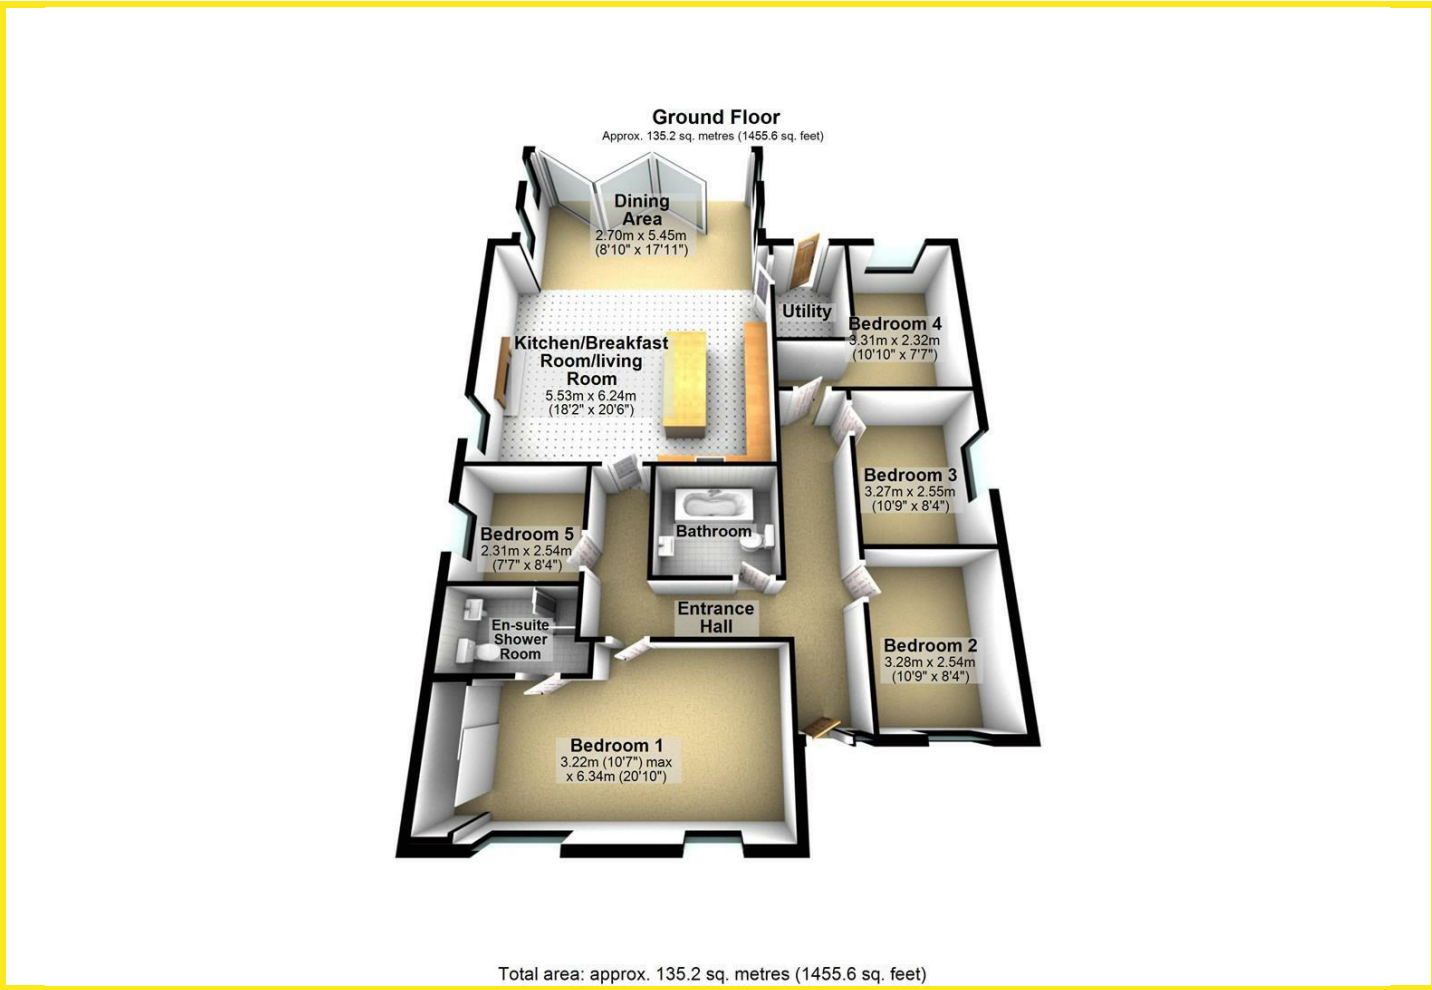 Ground Floor
Approx. 135.2 sq. metres (1455.6 sq. feet)
Dining
Area
2.70m x 5.45m
(8'10" x 17'11")
Utility
Bedroom 4
3.31m x 2.32m
(10'10" x 7'7")
Kitchen/Breakfast
Room/living
Room
5.53m x 6.24m
(18'2" x 20'6")
Bedroom 3
3.27m x 2.55m
(10'9" x 8'4")
Bedroom 5
2.31m x 2.54m
(7'7" x 8'4")
Bathroom
Entrance
Hall
En-suite
Shower
Room
Bedroom 2
3.28m x 2.54m
(10'9" x 8'4")
Bedroom 1
3.22m (10'7") max
x 6.34m (20'10")
Total area: approx. 135.2 sq. metres (1455.6 sq. feet)